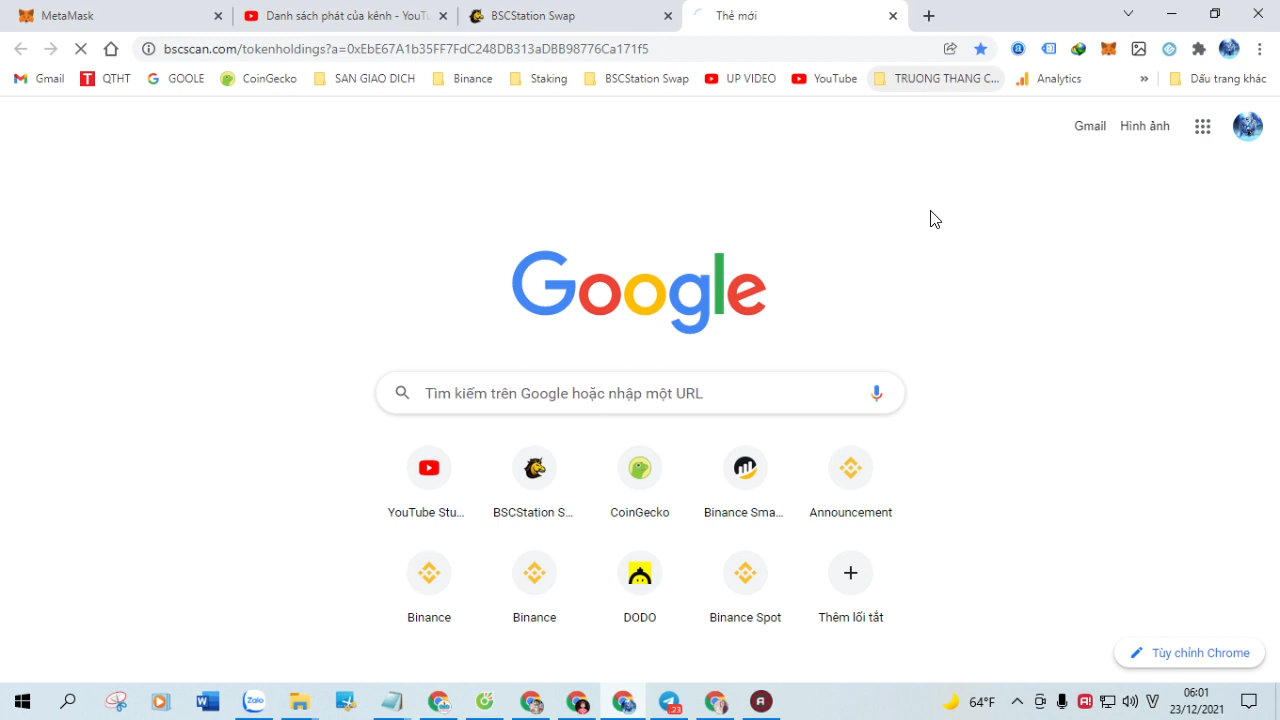 MetaMask
Danh sách phát của kênh - YouTu
BSCStation Swap
Thẻ mới
bscscan.com/tokenholdings?a=0xEbE67A1b35FF7FdC248DB313aDBB98776Ca171f5
Gmail
QTHT
GOOLE
CoinGecko
SAN GIAO DICH
Binance
Staking
BSCStation Swap
UP VIDEO
YouTube
TRUONG THANG C...
Analytics
»
Dấu trang khác
Gmail
Hình ảnh
Google
Tìm kiếm trên Google hoặc nhập một URL
YouTube Stu...
BSCStation S...
CoinGecko
Binance Sma...
Announcement
Binance
Binance
DODO
Binance Spot
Thêm lối tắt
Tùy chỉnh Chrome
Zalo
23
64°F
06:01
23/12/2021